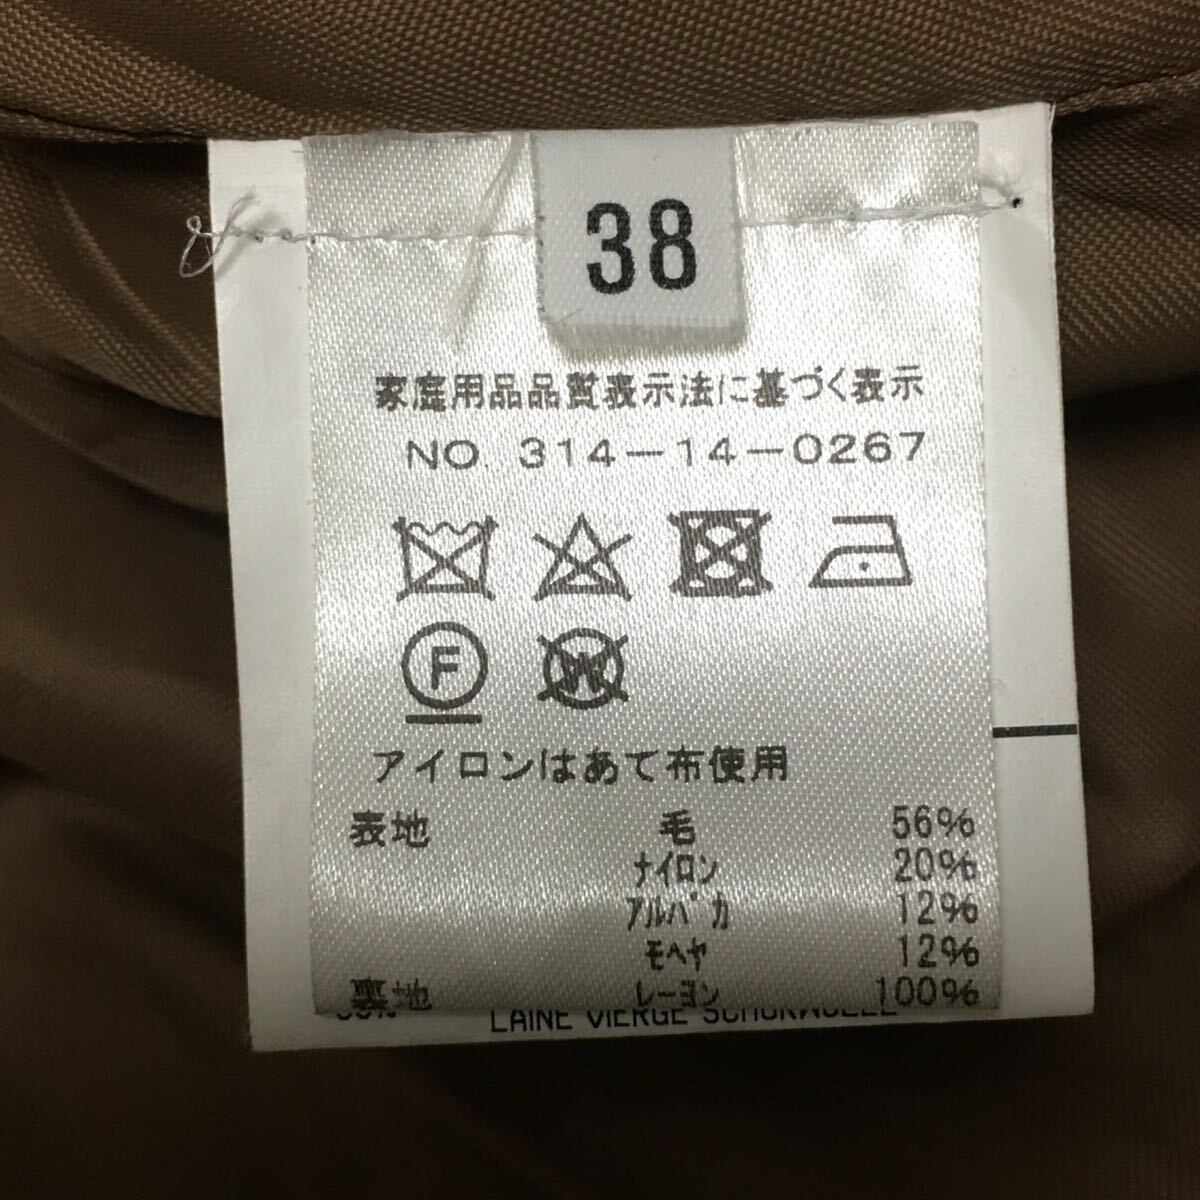 38
家庭用品品質表示法に基づく表示
NO. 314-14-0267
F
W
アイロンはあて布使用
表地 毛 56%
ナイロン 20%
アルパカ 12%
モヘヤ 12%
裏地 レーヨン 100%
LAINE VIERGE SCHURWOLLE